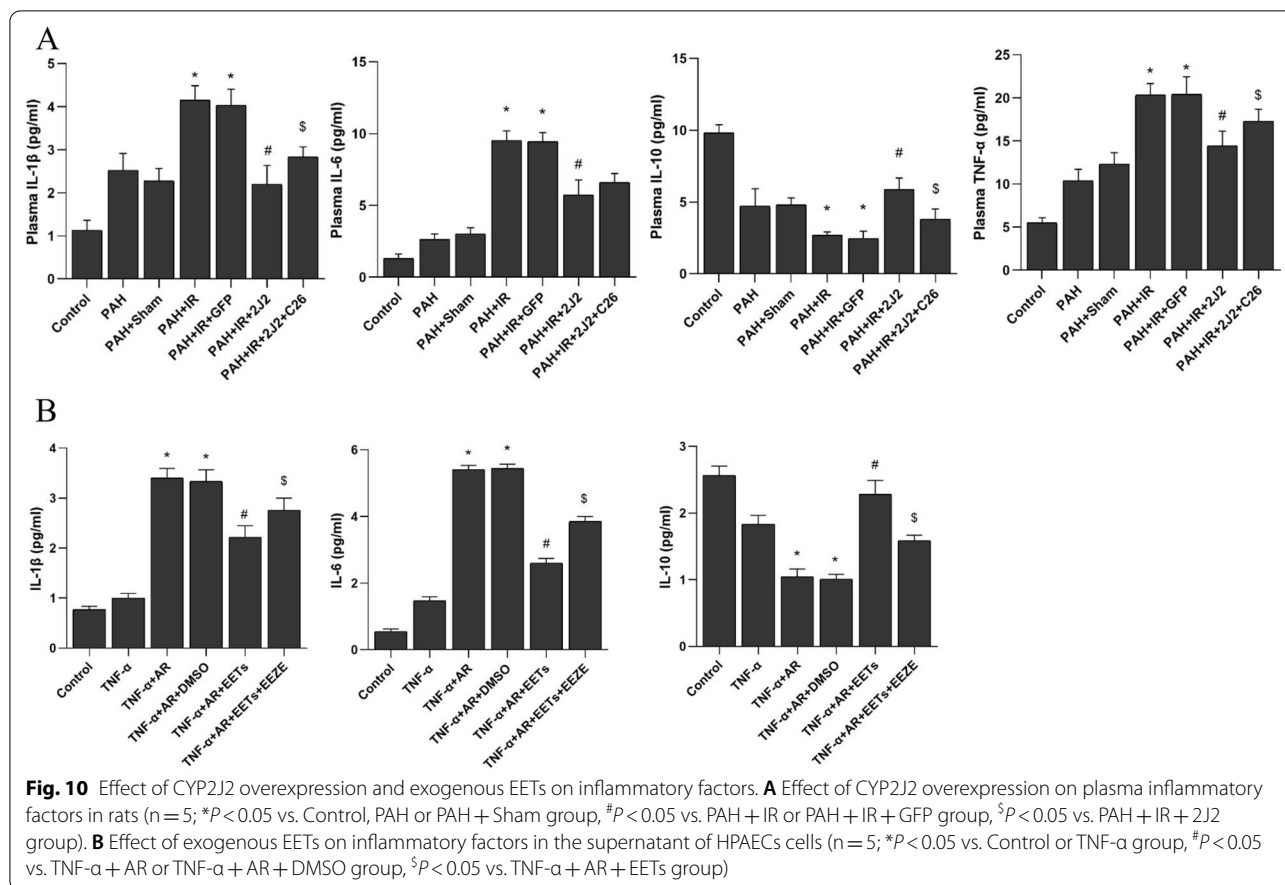 A
Plasma IL-1β (pg/ml)
5
4
3
2
1
0
*
*
#
$
Control
PAH
PAH+Sham
PAH+IR
PAH+IR+GFP
PAH+IR+2J2
PAH+IR+2J2+C26
Plasma IL-6 (pg/ml)
15
10
5
0
*
*
#
Control
PAH
PAH+Sham
PAH+IR
PAH+IR+GFP
PAH+IR+2J2
PAH+IR+2J2+C26
Plasma IL-10 (pg/ml)
15
10
5
0
*
*
#
$
Control
PAH
PAH+Sham
PAH+IR
PAH+IR+GFP
PAH+IR+2J2
PAH+IR+2J2+C26
Plasma TNF-α (pg/ml)
25
20
15
10
5
0
*
*
#
$
Control
PAH
PAH+Sham
PAH+IR
PAH+IR+GFP
PAH+IR+2J2
PAH+IR+2J2+C26
B
IL-1β (pg/ml)
4
3
2
1
0
*
*
#
$
Control
TNF-α
TNF-α+AR
TNF-α+AR+DMSO
TNF-α+AR+EETs
TNF-α+AR+EETs+EEZE
IL-6 (pg/ml)
6
4
2
0
*
*
#
$
Control
TNF-α
TNF-α+AR
TNF-α+AR+DMSO
TNF-α+AR+EETs
TNF-α+AR+EETs+EEZE
IL-10 (pg/ml)
3
2
1
0
*
*
#
$
Control
TNF-α
TNF-α+AR
TNF-α+AR+DMSO
TNF-α+AR+EETs
TNF-α+AR+EETs+EEZE
Fig. 10 Effect of CYP2J2 overexpression and exogenous EETs on inflammatory factors. A Effect of CYP2J2 overexpression on plasma inflammatory
factors in rats (n = 5; *P < 0.05 vs. Control, PAH or PAH + Sham group, #P < 0.05 vs. PAH + IR or PAH + IR + GFP group, $P < 0.05 vs. PAH + IR + 2J2
group). B Effect of exogenous EETs on inflammatory factors in the supernatant of HPAECs cells (n = 5; *P < 0.05 vs. Control or TNF-α group, #P < 0.05
vs. TNF-α + AR or TNF-α + AR + DMSO group, $P < 0.05 vs. TNF-α + AR + EETs group)